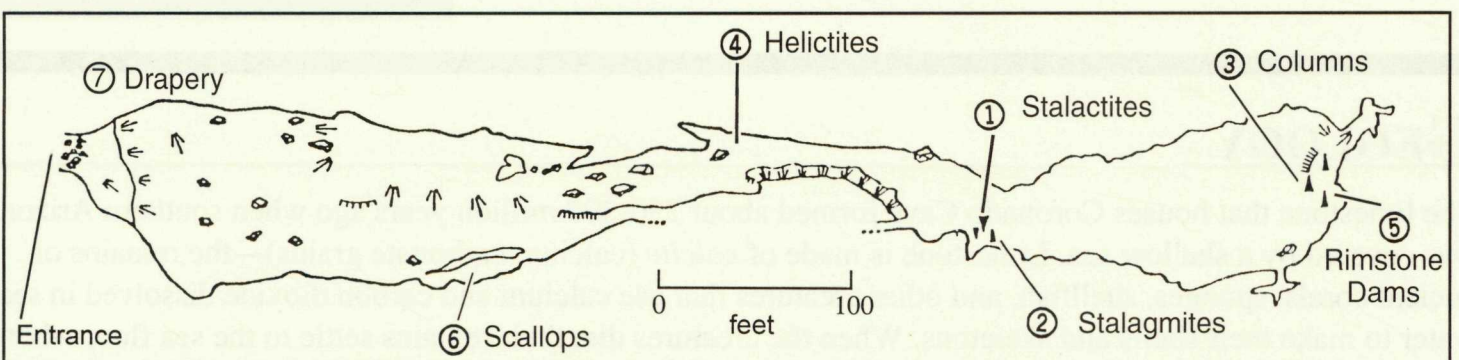 ④ Helictites
③ Columns
⑦ Drapery
① Stalactites
⑤
Rimstone
Dams
0 100
feet
② Stalagmites
Entrance
⑥ Scallops